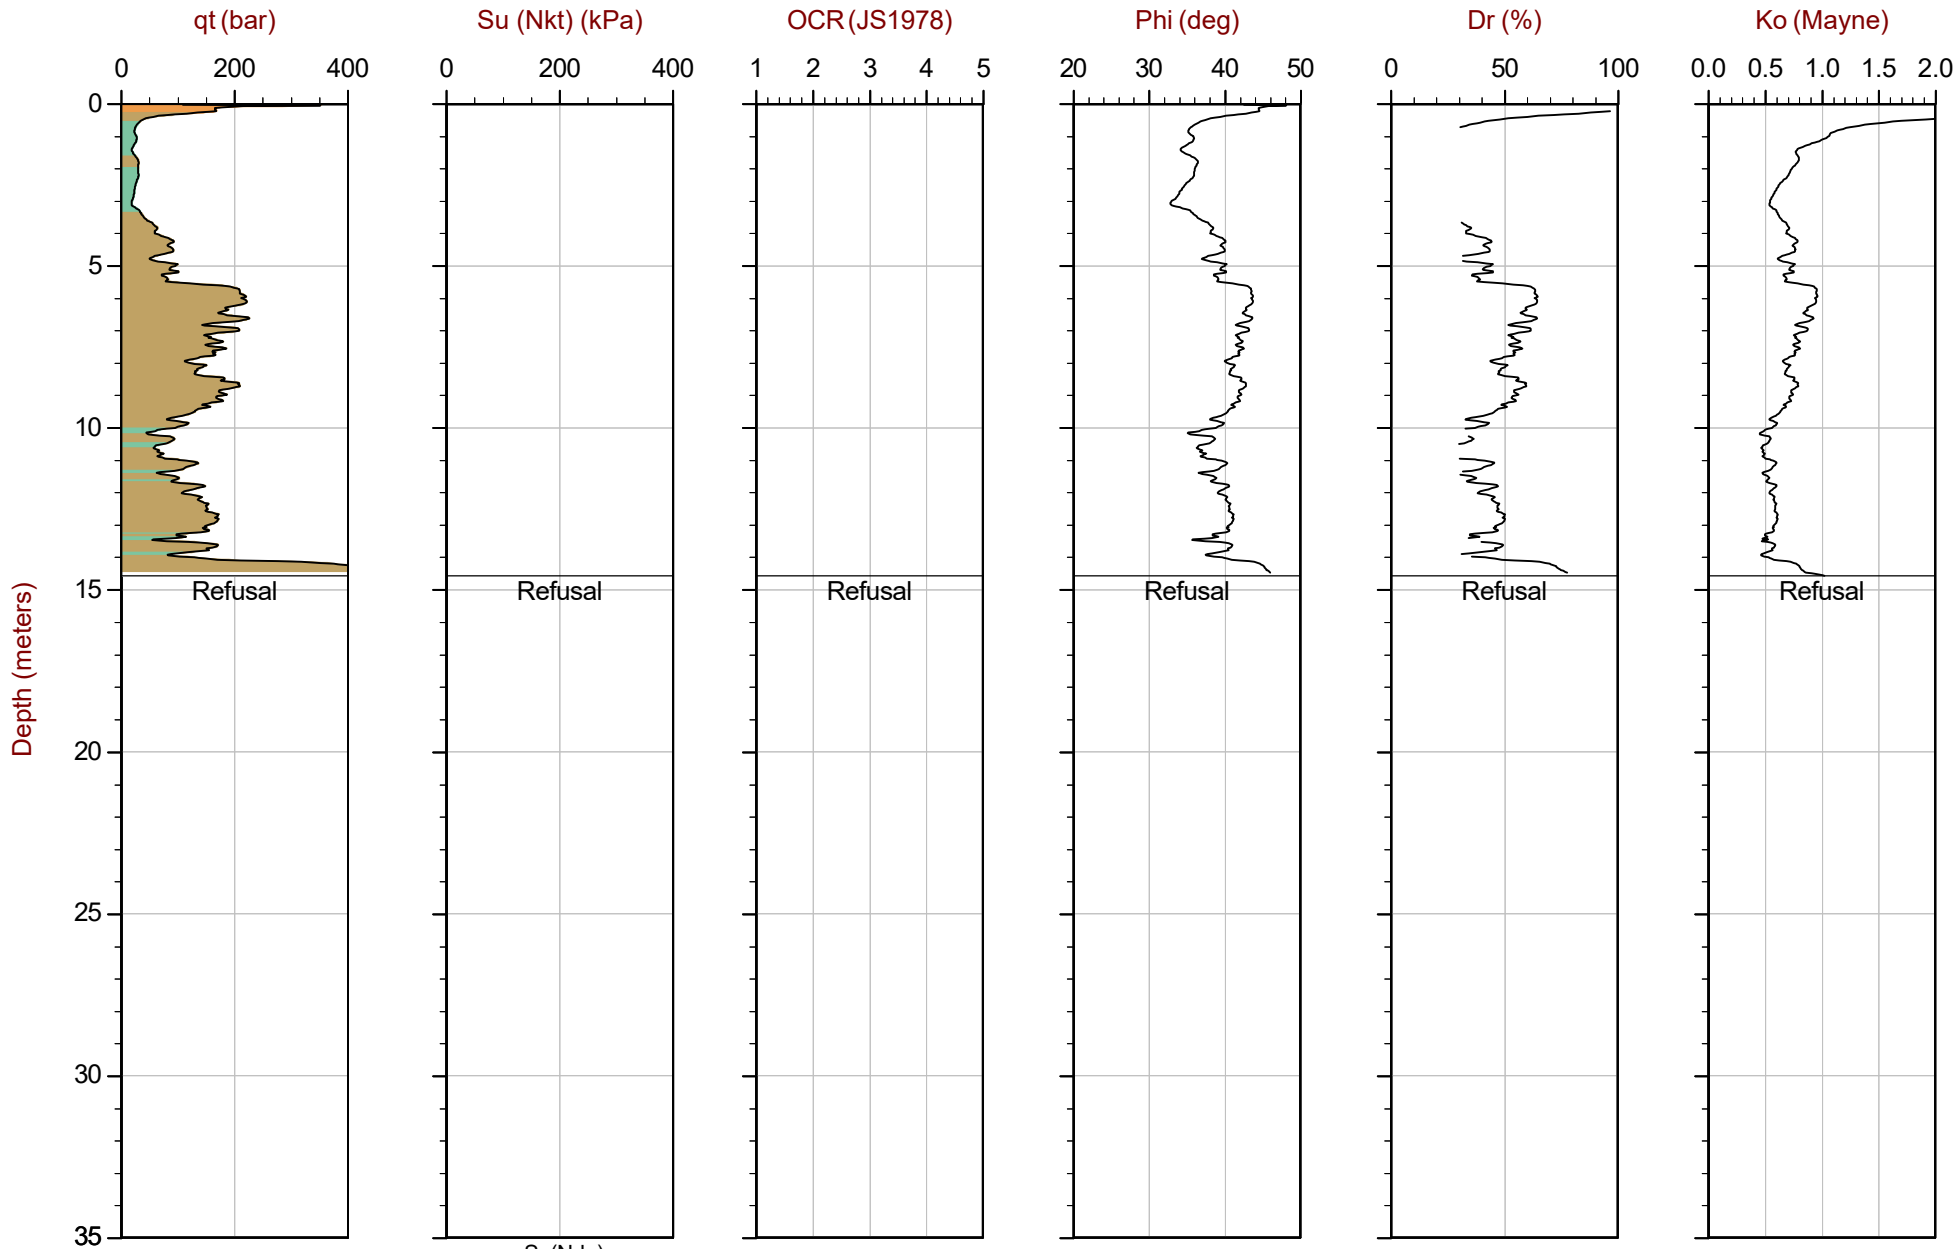 qt (bar) Su (Nkt) (kPa) OCR (JS1978) Phi (deg) Dr (%) Ko (Mayne)
0 200 400 0 200 400 1 2 3 4 5 20 30 40 50 0 50 100 0.0 0.5 1.0 1.5 2.0
0
5
10
Refusal Refusal Refusal Refusal Refusal Refusal
15
Depth (meters)
20
25
30
35